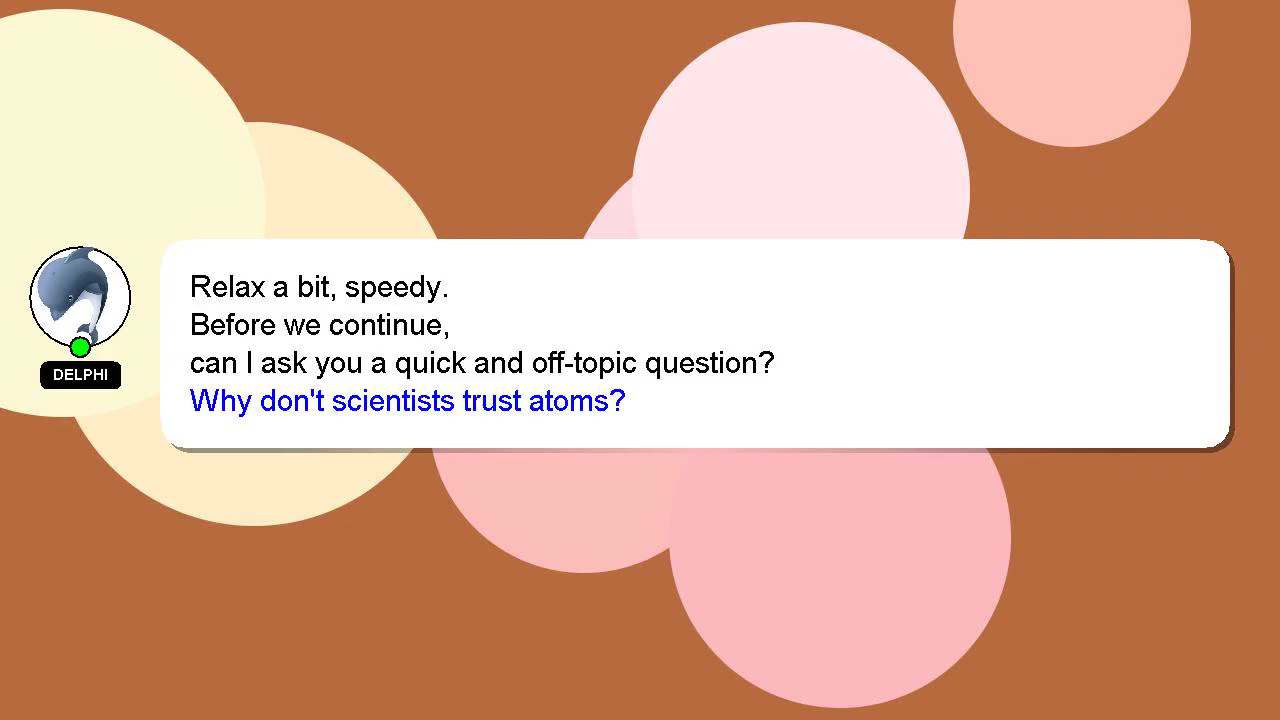 Relax a bit, speedy.
Before we continue,
can I ask you a quick and off-topic question?
Why don't scientists trust atoms?
DELPHI